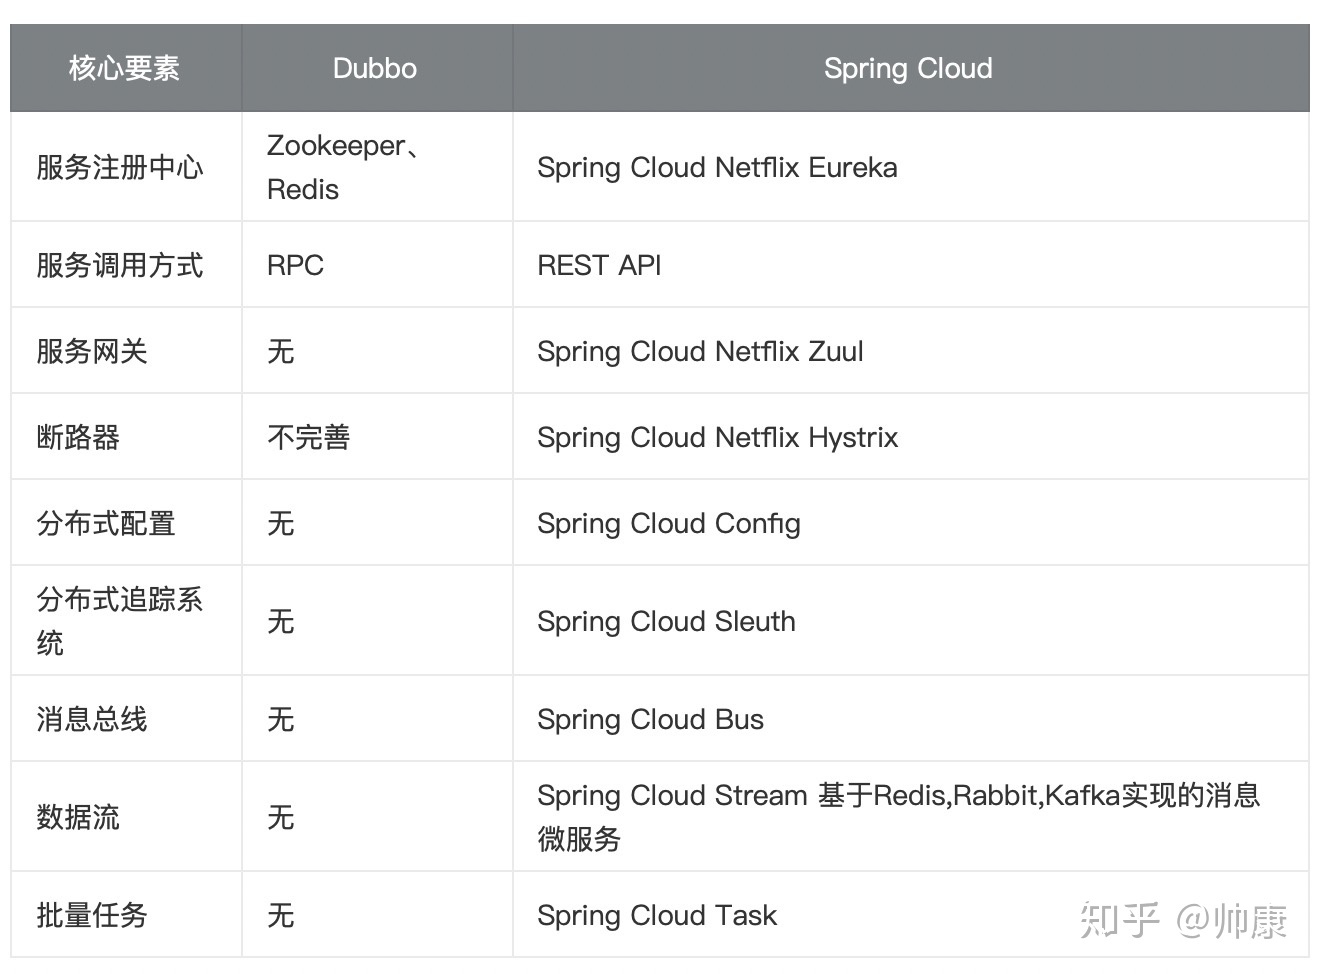 核心要素 Dubbo Spring Cloud
服务注册中心 Zookeeper、 Spring Cloud Netflix Eureka
Redis
服务调用方式 RPC REST API
服务网关 无 Spring Cloud Netflix Zuul
断路器 不完善 Spring Cloud Netflix Hystrix
分布式配置 无 Spring Cloud Config
分布式追踪系 无 Spring Cloud Sleuth
统
消息总线 无 Spring Cloud Bus
数据流 无 Spring Cloud Stream 基于Redis,Rabbit,Kafka实现的消息
微服务
批量任务 无 Spring Cloud Task
知乎 @帅康